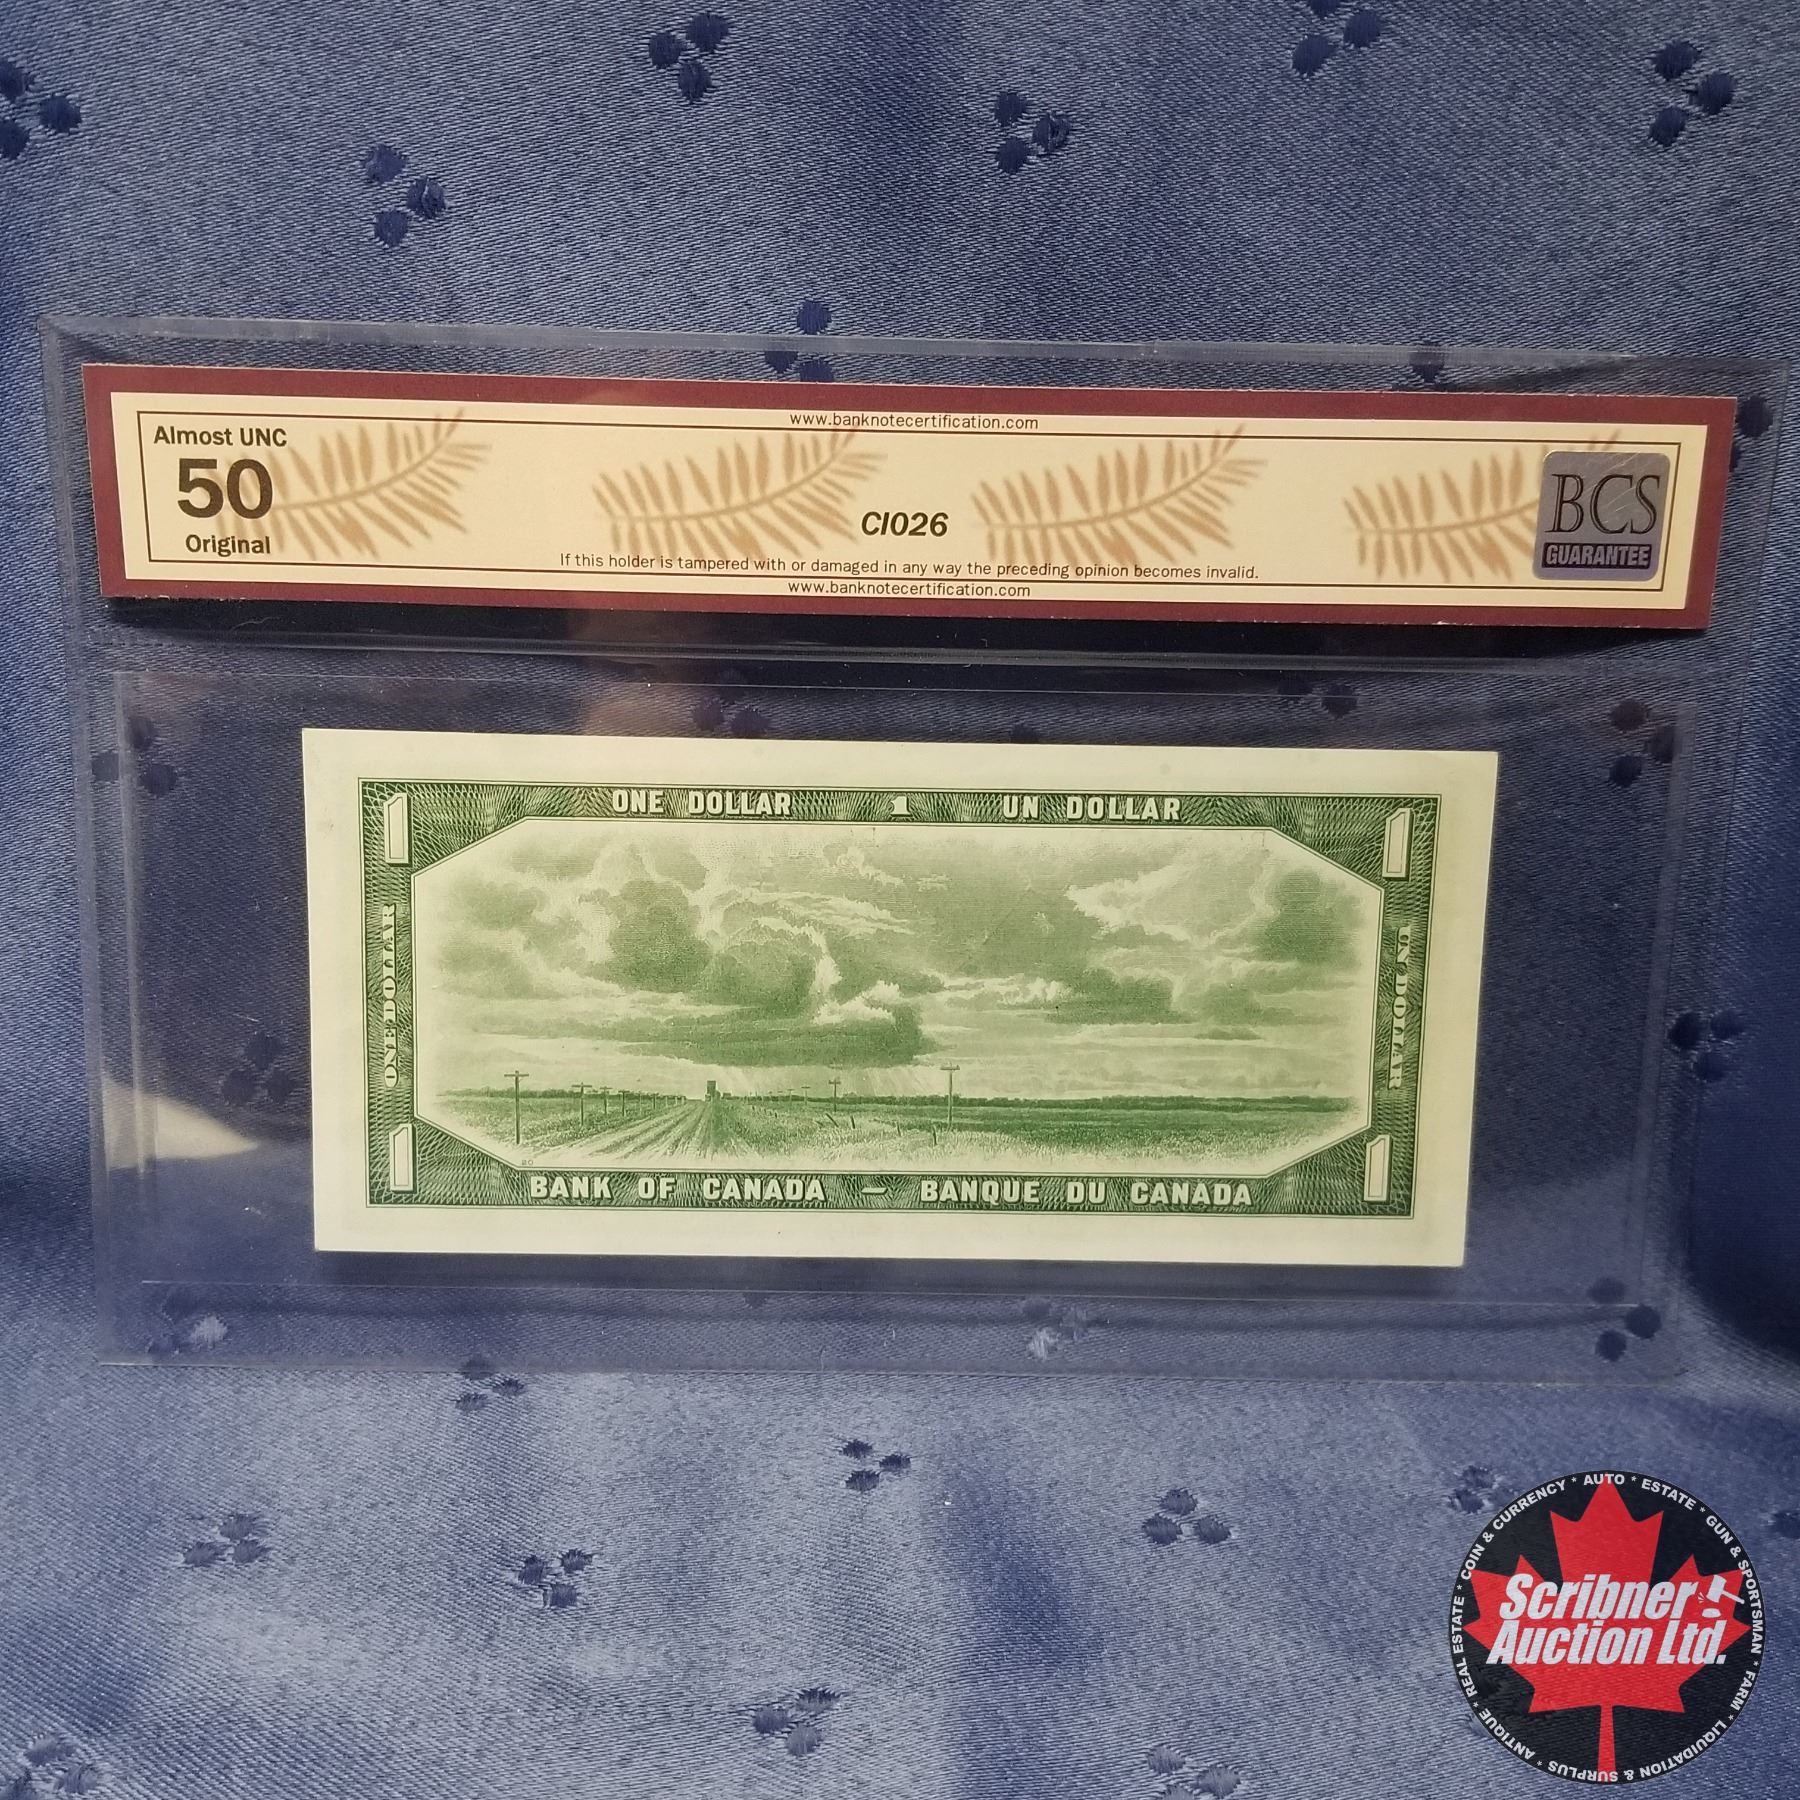 www.banknotecertification.com
Almost UNC
50
Original
CI026
BCS
GUARANTEE
If this holder is tampered with or damaged in any way the preceding opinion becomes invalid.
www.banknotecertification.com
1 ONE DOLLAR 1 UN DOLLAR 1
ONE DOLLAR
UN DOLLAR
1 1
BANK OF CANADA — BANQUE DU CANADA
COIN & CURRENCY * AUTO * ESTATE * GUN & SPORTSMAN * FARM * LIQUIDATION & SURPLUS * ANTIQUE * REAL ESTATE *
Scribner
Auction Ltd.